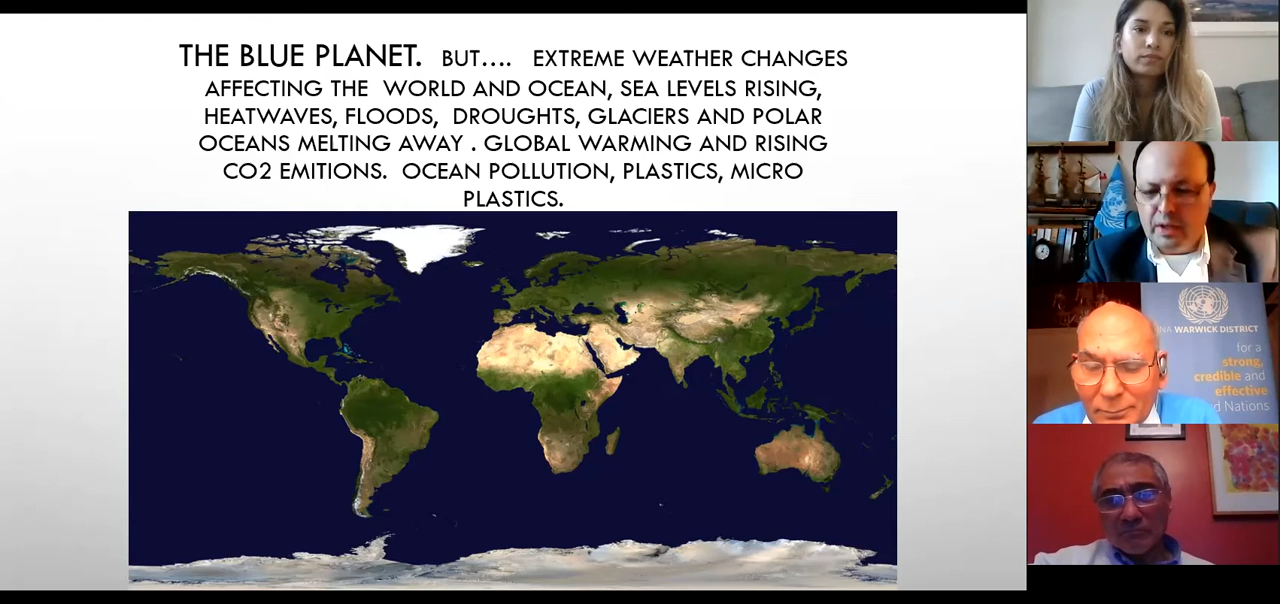 THE BLUE PLANET. BUT.... EXTREME WEATHER CHANGES
AFFECTING THE WORLD AND OCEAN, SEA LEVELS RISING,
HEATWAVES, FLOODS, DROUGHTS, GLACIERS AND POLAR
OCEANS MELTING AWAY . GLOBAL WARMING AND RISING
CO2 EMITIONS. OCEAN POLLUTION, PLASTICS, MICRO
PLASTICS.
NA WARWICK DISTRICT
for a
strong,
credible and
effective
d Nations